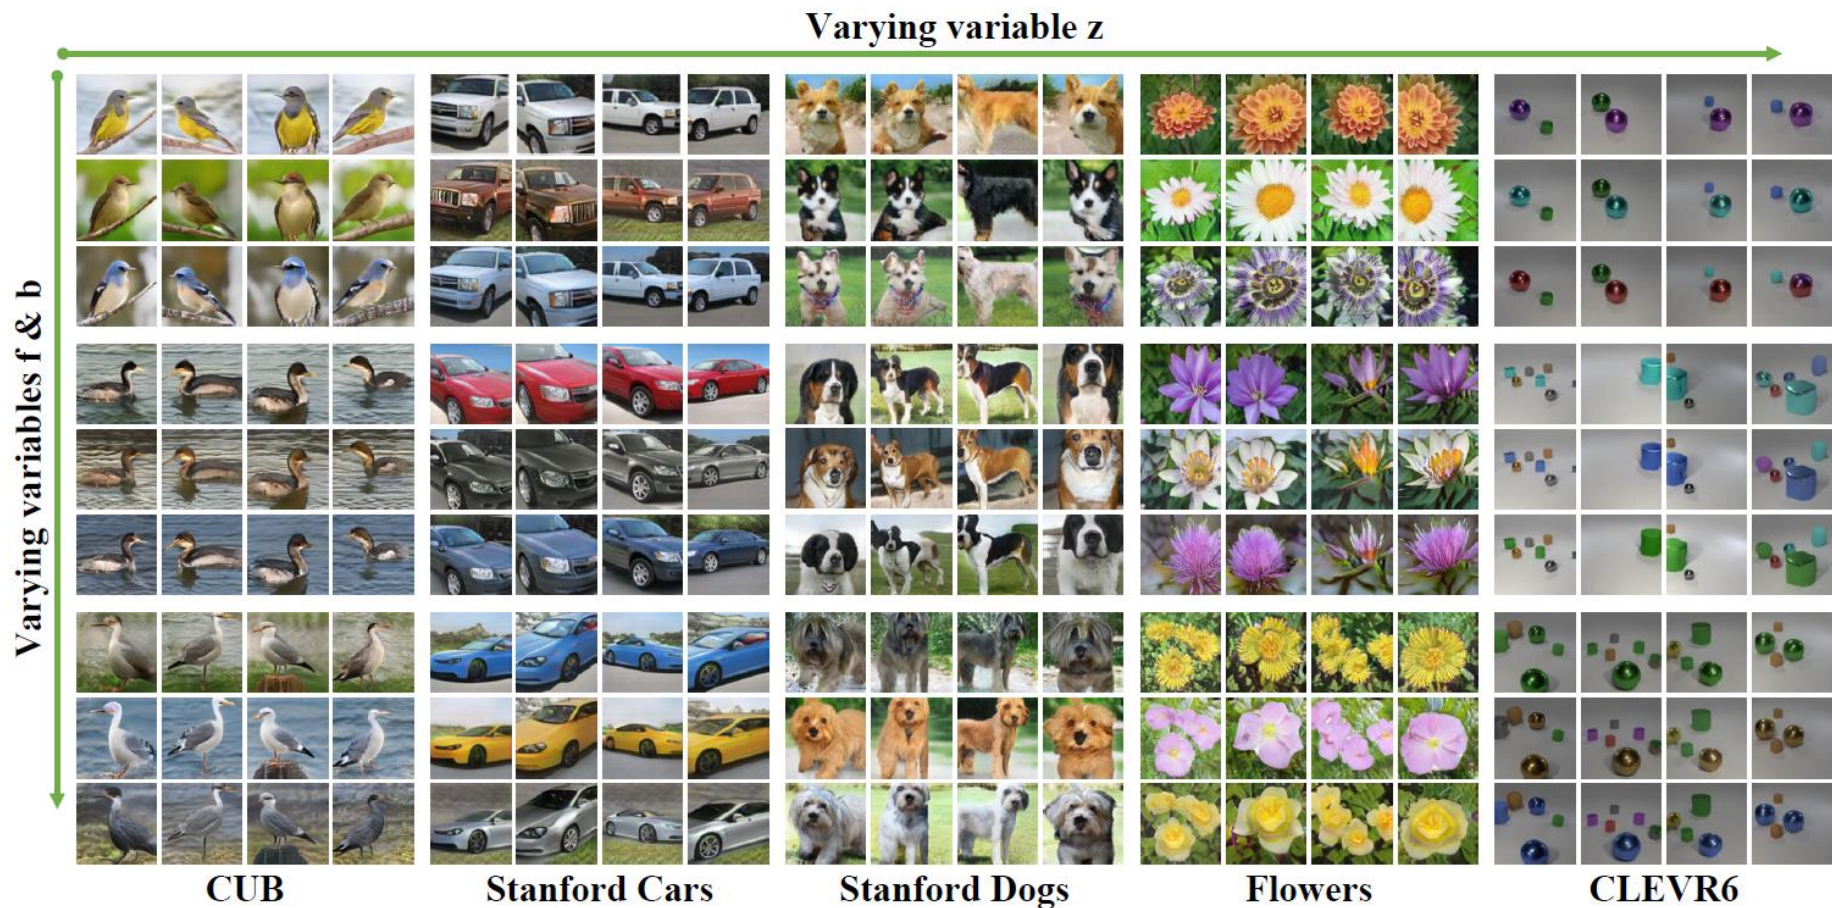 Varying variable z
Varying variables f & b
CUB
Stanford Cars
Stanford Dogs
Flowers
CLEVR6